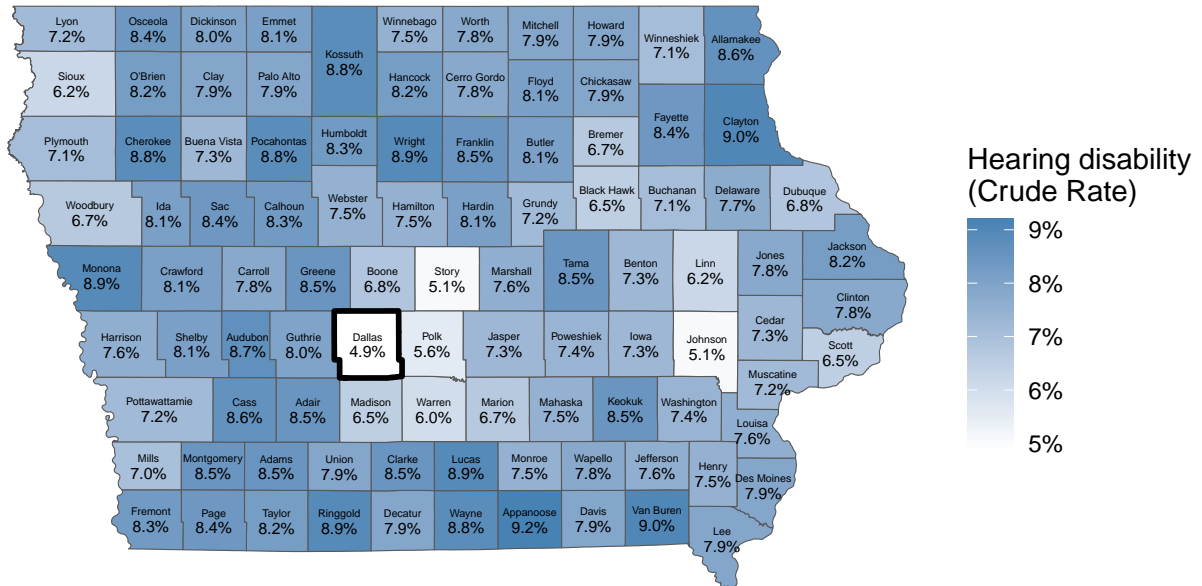 Lyon
7.2%
Osceola
8.4%
Dickinson
8.0%
Emmet
8.1%
Kossuth
8.8%
Winnebago
7.5%
Worth
7.8%
Mitchell
7.9%
Howard
7.9%
Winneshiek
7.1%
Allamakee
8.6%
Sioux
6.2%
O'Brien
8.2%
Clay
7.9%
Palo Alto
7.9%
Hancock
8.2%
Cerro Gordo
7.8%
Floyd
8.1%
Chickasaw
7.9%
Fayette
8.4%
Clayton
9.0%
Plymouth
7.1%
Cherokee
8.8%
Buena Vista
7.3%
Pocahontas
8.8%
Humboldt
8.3%
Wright
8.9%
Franklin
8.5%
Butler
8.1%
Bremer
6.7%
Woodbury
6.7%
Ida
8.1%
Sac
8.4%
Calhoun
8.3%
Webster
7.5%
Hamilton
7.5%
Hardin
8.1%
Grundy
7.2%
Black Hawk
6.5%
Buchanan
7.1%
Delaware
7.7%
Dubuque
6.8%
Monona
8.9%
Crawford
8.1%
Carroll
7.8%
Greene
8.5%
Boone
6.8%
Story
5.1%
Marshall
7.6%
Tama
8.5%
Benton
7.3%
Linn
6.2%
Jones
7.8%
Jackson
8.2%
Clinton
7.8%
Harrison
7.6%
Shelby
8.1%
Audubon
8.7%
Guthrie
8.0%
Dallas
4.9%
Polk
5.6%
Jasper
7.3%
Poweshiek
7.4%
Iowa
7.3%
Johnson
5.1%
Cedar
7.3%
Scott
6.5%
Muscatine
7.2%
Pottawattamie
7.2%
Cass
8.6%
Adair
8.5%
Madison
6.5%
Warren
6.0%
Marion
6.7%
Mahaska
7.5%
Keokuk
8.5%
Washington
7.4%
Louisa
7.6%
Mills
7.0%
Montgomery
8.5%
Adams
8.5%
Union
7.9%
Clarke
8.5%
Lucas
8.9%
Monroe
7.5%
Wapello
7.8%
Jefferson
7.6%
Henry
7.5%
Des Moines
7.9%
Fremont
8.3%
Page
8.4%
Taylor
8.2%
Ringgold
8.9%
Decatur
7.9%
Wayne
8.8%
Appanoose
9.2%
Davis
7.9%
Van Buren
9.0%
Lee
7.9%
Hearing disability
(Crude Rate)
9%
8%
7%
6%
5%